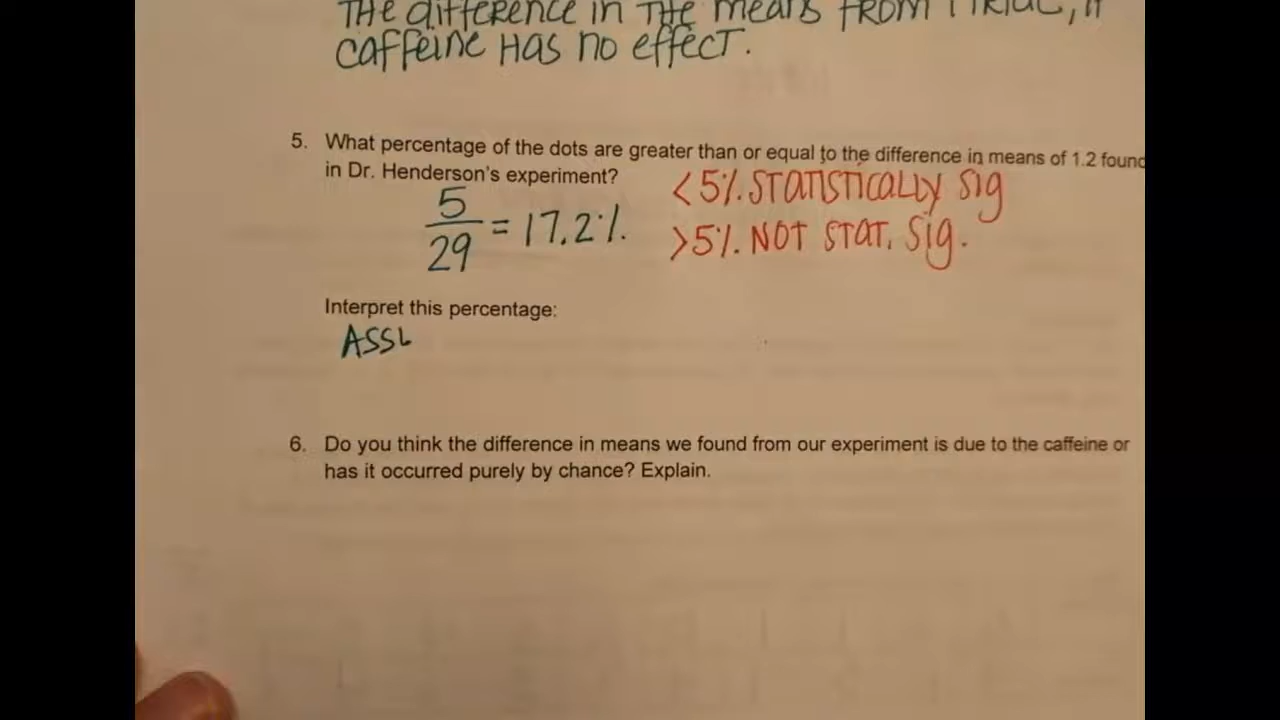 THE difference in THE means from 1 TRIAL, if
caffeine HAS no effecT.
5. What percentage of the dots are greater than or equal to the difference in means of 1.2 found
in Dr. Henderson's experiment?
<5%. STATISTICALLY Sig
5/29 = 17.2%.
>5%. NOT STAT. Sig.
Interpret this percentage:
ASSL
6. Do you think the difference in means we found from our experiment is due to the caffeine or
has it occurred purely by chance? Explain.